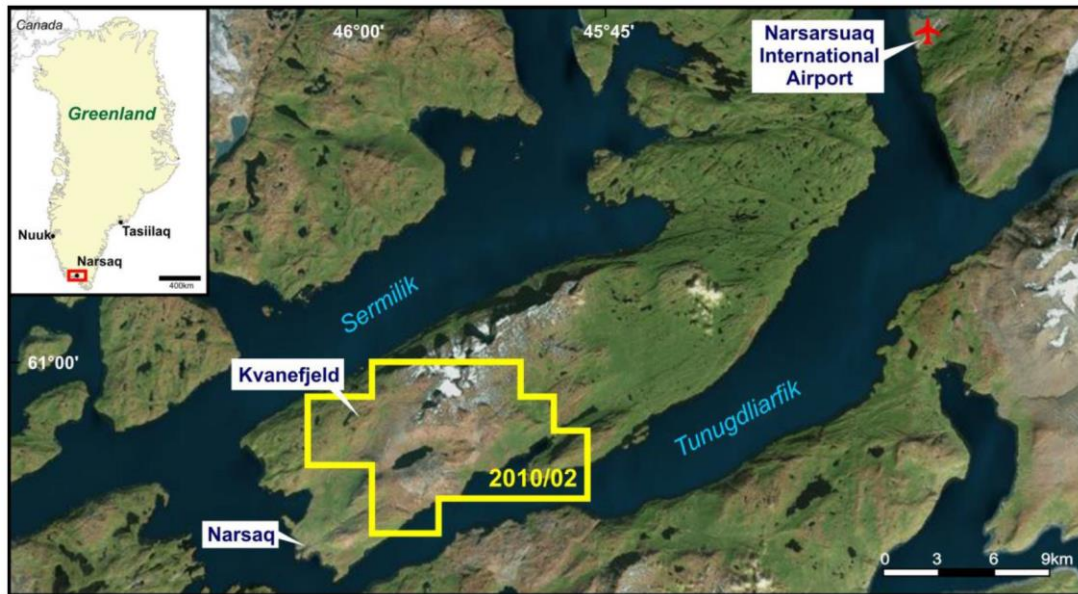 Canada
Greenland
Nuuk
Tasiilaq
Narsaq
400km
46°00'
45°45'
Narsarsuaq
International
Airport
Sermilik
61°00'
Kvanefjeld
Tunugdliarfik
2010/02
Narsaq
0 3 6 9km